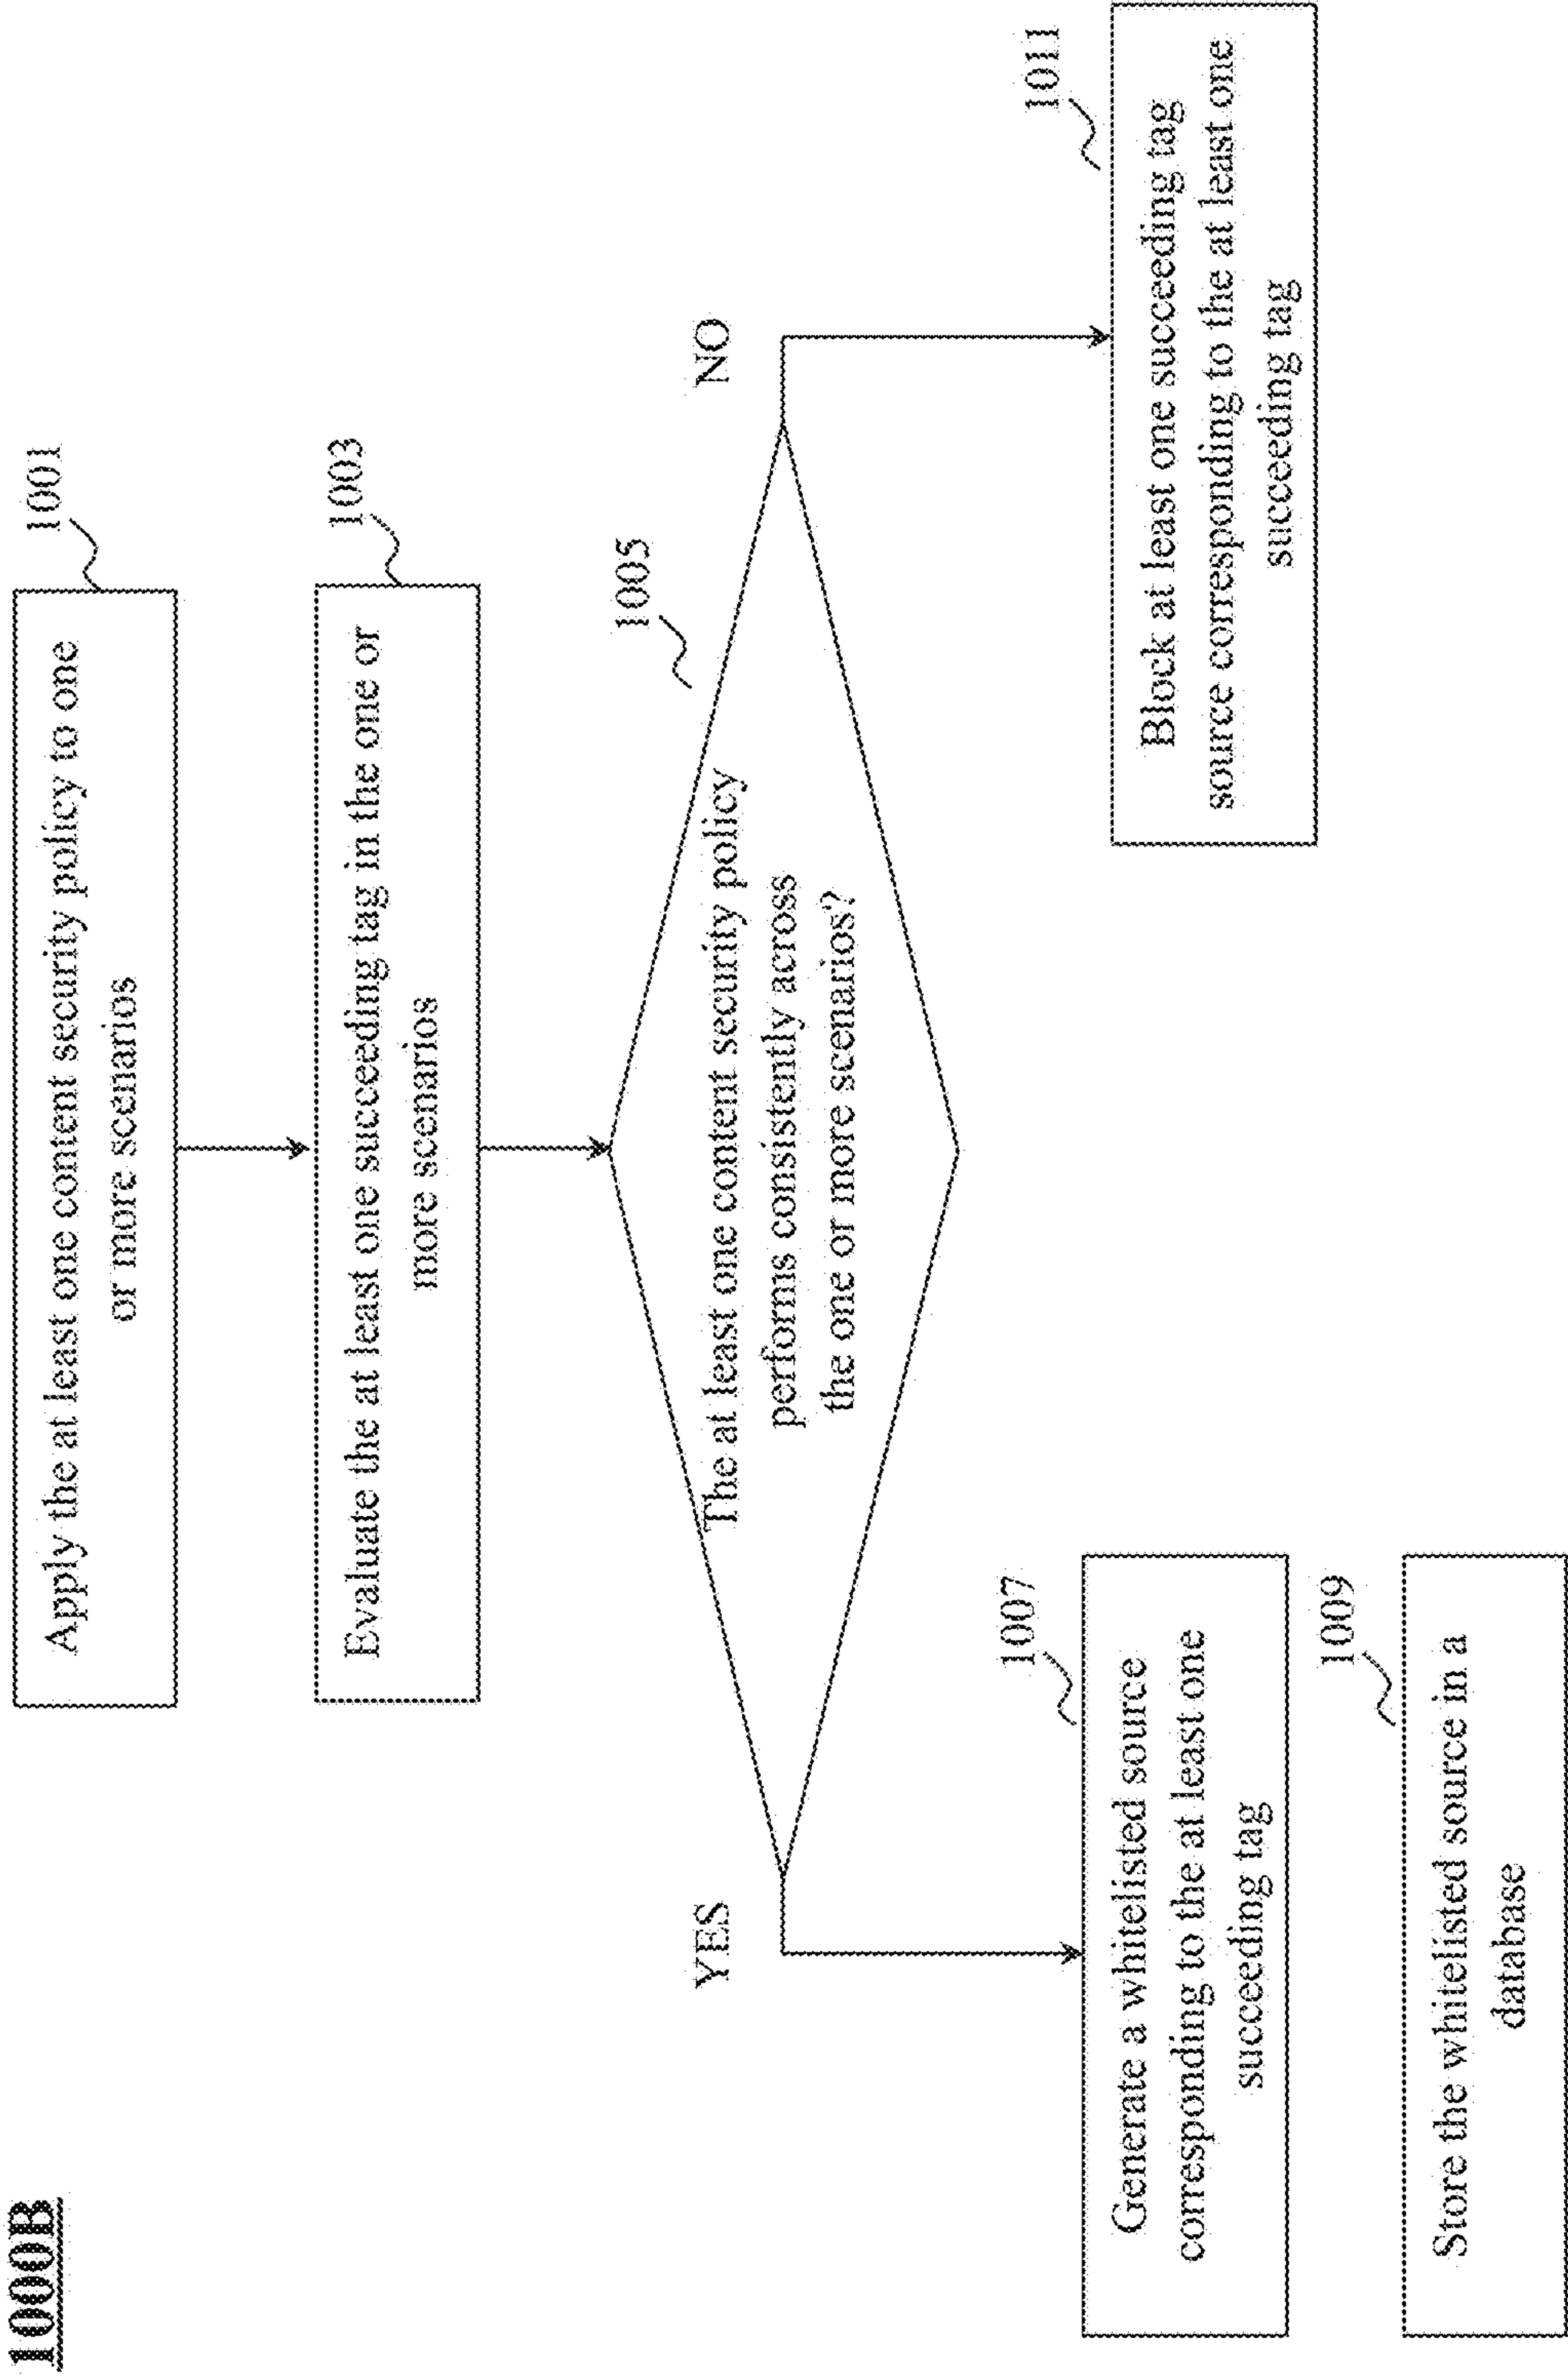 1000B
1001
Apply the at least one content security policy to one
or more scenarios
1003
Evaluate the at least one succeeding tag in the one or
more scenarios
1005
The at least one content security policy
performs consistently across
the one or more scenarios?
YES
NO
1007
Generate a whitelisted source
corresponding to the at least one
succeeding tag
1009
Store the whitelisted source in a
database
1011
Block at least one succeeding tag
source corresponding to the at least one
succeeding tag